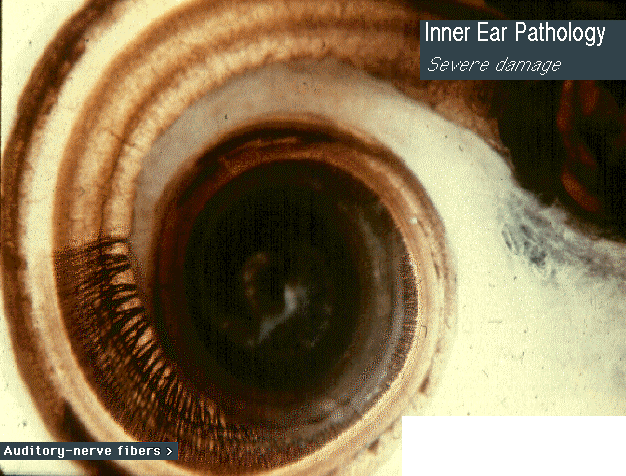 Inner Ear Pathology
Severe damage
Auditory-nerve fibers >